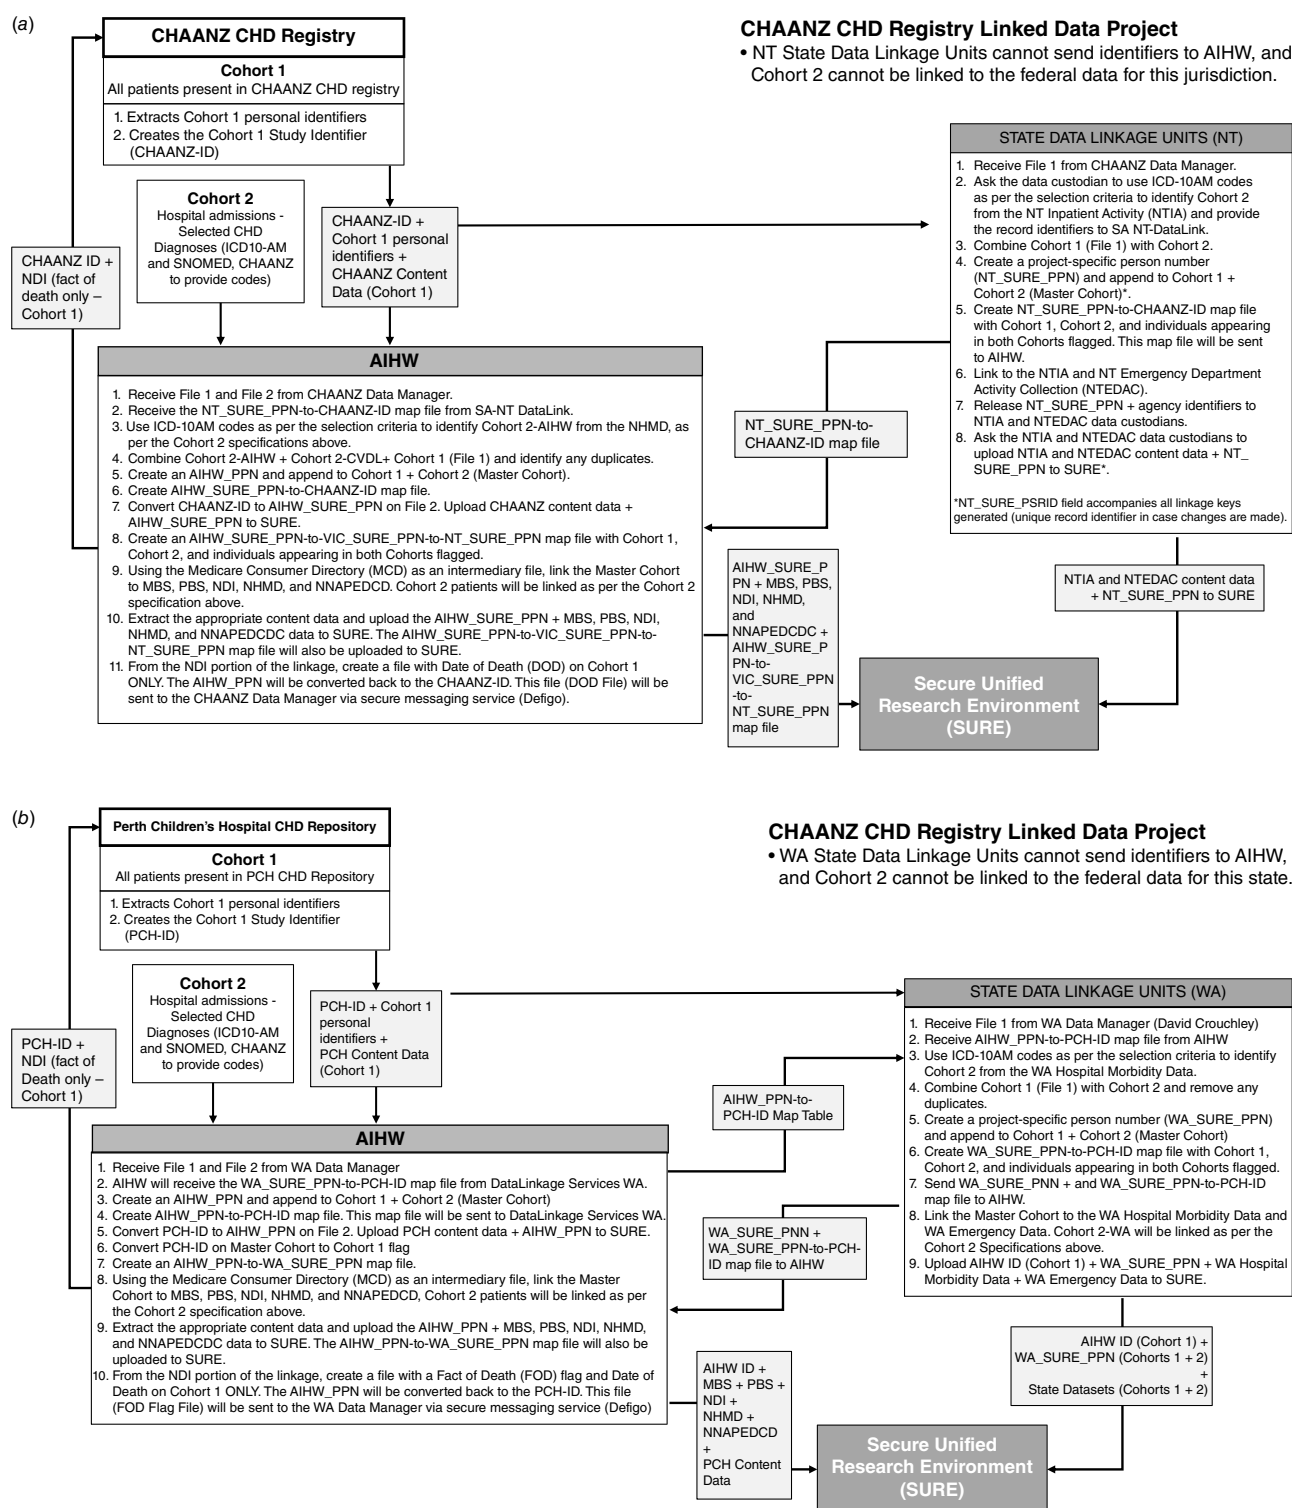 (a)
CHAANZ CHD Registry
Cohort 1
All patients present in CHAANZ CHD registry
1. Extracts Cohort 1 personal identifiers
2. Creates the Cohort 1 Study Identifier
(CHAANZ-ID)
CHAANZ CHD Registry Linked Data Project
• NT State Data Linkage Units cannot send identifiers to AIHW, and
Cohort 2 cannot be linked to the federal data for this jurisdiction.
Cohort 2
Hospital admissions -
Selected CHD
Diagnoses (ICD10-AM
and SNOMED, CHAANZ
to provide codes)
CHAANZ-ID +
Cohort 1 personal
identifiers +
CHAANZ Content
Data (Cohort 1)
CHAANZ ID +
NDI (fact of
death only –
Cohort 1)
STATE DATA LINKAGE UNITS (NT)
1. Receive File 1 from CHAANZ Data Manager.
2. Ask the data custodian to use ICD-10AM codes
as per the selection criteria to identify Cohort 2
from the NT Inpatient Activity (NTIA) and provide
the record identifiers to SA NT-DataLink.
3. Combine Cohort 1 (File 1) with Cohort 2.
4. Create a project-specific person number
(NT_SURE_PPN) and append to Cohort 1 +
Cohort 2 (Master Cohort)*.
5. Create NT_SURE_PPN-to-CHAANZ-ID map file
with Cohort 1, Cohort 2, and individuals appearing
in both Cohorts flagged. This map file will be sent
to AIHW.
6. Link to the NTIA and NT Emergency Department
Activity Collection (NTEDAC).
7. Release NT_SURE_PPN + agency identifiers to
NTIA and NTEDAC data custodians.
8. Ask the NTIA and NTEDAC data custodians to
upload NTIA and NTEDAC content data + NT_
SURE_PPN to SURE*.
*NT_SURE_PSRID field accompanies all linkage keys
generated (unique record identifier in case changes are made).
AIHW
1. Receive File 1 and File 2 from CHAANZ Data Manager.
2. Receive the NT_SURE_PPN-to-CHAANZ-ID map file from SA-NT DataLink.
3. Use ICD-10AM codes as per the selection criteria to identify Cohort 2-AIHW from the NHMD, as
per the Cohort 2 specifications above.
4. Combine Cohort 2-AIHW + Cohort 2-CVDL+ Cohort 1 (File 1) and identify any duplicates.
5. Create an AIHW_PPN and append to Cohort 1 + Cohort 2 (Master Cohort).
6. Create AIHW_SURE_PPN-to-CHAANZ-ID map file.
7. Convert CHAANZ-ID to AIHW_SURE_PPN on File 2. Upload CHAANZ content data +
AIHW_SURE_PPN to SURE.
8. Create an AIHW_SURE_PPN-to-VIC_SURE_PPN-to-NT_SURE_PPN map file with Cohort 1,
Cohort 2, and individuals appearing in both Cohorts flagged.
9. Using the Medicare Consumer Directory (MCD) as an intermediary file, link the Master Cohort
to MBS, PBS, NDI, NHMD, and NNAPEDCD. Cohort 2 patients will be linked as per the Cohort 2
specification above.
10. Extract the appropriate content data and upload the AIHW_SURE_PPN + MBS, PBS, NDI,
NHMD, and NNAPEDCDC data to SURE. The AIHW_SURE_PPN-to-VIC_SURE_PPN-to-
NT_SURE_PPN map file will also be uploaded to SURE.
11. From the NDI portion of the linkage, create a file with Date of Death (DOD) on Cohort 1
ONLY. The AIHW_PPN will be converted back to the CHAANZ-ID. This file (DOD File) will be
sent to the CHAANZ Data Manager via secure messaging service (Defigo).
NT_SURE_PPN-to-
CHAANZ-ID map file
AIHW_SURE_P
PN + MBS, PBS,
NDI, NHMD,
and
NNAPEDCDC +
AIHW_SURE_P
PN-to-
VIC_SURE_PPN
-to-
NT_SURE_PPN
map file
NTIA and NTEDAC content data
+ NT_SURE_PPN to SURE
Secure Unified
Research Environment
(SURE)
(b)
Perth Children's Hospital CHD Repository
Cohort 1
All patients present in PCH CHD Repository
1. Extracts Cohort 1 personal identifiers
2. Creates the Cohort 1 Study Identifier
(PCH-ID)
CHAANZ CHD Registry Linked Data Project
• WA State Data Linkage Units cannot send identifiers to AIHW,
and Cohort 2 cannot be linked to the federal data for this state.
Cohort 2
Hospital admissions -
Selected CHD
Diagnoses (ICD10-AM
and SNOMED, CHAANZ
to provide codes)
PCH-ID + Cohort 1
personal
identifiers +
PCH Content Data
(Cohort 1)
PCH-ID +
NDI (fact of
Death only –
Cohort 1)
STATE DATA LINKAGE UNITS (WA)
1. Receive File 1 from WA Data Manager (David Crouchley)
2. Receive AIHW_PPN-to-PCH-ID map file from AIHW
3. Use ICD-10AM codes as per the selection criteria to identify
Cohort 2 from the WA Hospital Morbidity Data.
4. Combine Cohort 1 (File 1) with Cohort 2 and remove any
duplicates.
5. Create a project-specific person number (WA_SURE_PPN)
and append to Cohort 1 + Cohort 2 (Master Cohort)
6. Create WA_SURE_PPN-to-PCH-ID map file with Cohort 1,
Cohort 2, and individuals appearing in both Cohorts flagged.
7. Send WA_SURE_PNN + and WA_SURE_PPN-to-PCH-ID
map file to AIHW.
8. Link the Master Cohort to the WA Hospital Morbidity Data and
WA Emergency Data. Cohort 2-WA will be linked as per the
Cohort 2 Specifications above.
9. Upload AIHW ID (Cohort 1) + WA_SURE_PPN + WA Hospital
Morbidity Data + WA Emergency Data to SURE.
AIHW_PPN-to-
PCH-ID Map Table
AIHW
1. Receive File 1 and File 2 from WA Data Manager
2. AIHW will receive the WA_SURE_PPN-to-PCH-ID map file from DataLinkage Services WA.
3. Create an AIHW_PPN and append to Cohort 1 + Cohort 2 (Master Cohort)
4. Create AIHW_PPN-to-PCH-ID map file. This map file will be sent to DataLinkage Services WA.
5. Convert PCH-ID to AIHW_PPN on File 2. Upload PCH content data + AIHW_PPN to SURE.
6. Convert PCH-ID on Master Cohort to Cohort 1 flag
7. Create an AIHW_PPN-to-WA_SURE_PPN map file.
8. Using the Medicare Consumer Directory (MCD) as an intermediary file, link the Master
Cohort to MBS, PBS, NDI, NHMD, and NNAPEDCD, Cohort 2 patients will be linked as per
the Cohort 2 specification above.
9. Extract the appropriate content data and upload the AIHW_PPN + MBS, PBS, NDI, NHMD,
and NNAPEDCDC data to SURE. The AIHW_PPN-to-WA_SURE_PPN map file will also be
uploaded to SURE.
10. From the NDI portion of the linkage, create a file with a Fact of Death (FOD) flag and Date of
Death on Cohort 1 ONLY. The AIHW_PPN will be converted back to the PCH-ID. This file
(FOD Flag File) will be sent to the WA Data Manager via secure messaging service (Defigo)
WA_SURE_PNN +
WA_SURE_PPN-to-PCH-
ID map file to AIHW
AIHW ID +
MBS + PBS +
NDI +
NHMD +
NNAPEDCD
+
PCH Content
Data
AIHW ID (Cohort 1) +
WA_SURE_PPN (Cohorts 1 + 2)
+
State Datasets (Cohorts 1 + 2)
Secure Unified
Research Environment
(SURE)